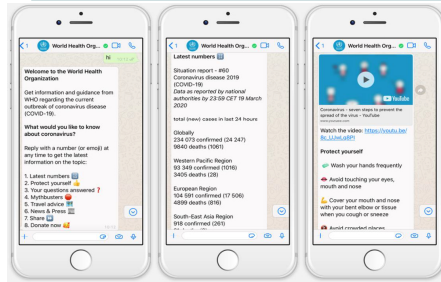 1
World Health Org...
hi
Welcome to the World Health
Organization
Get information and guidance from
WHO regarding the current
outbreak of coronavirus disease
(COVID-19).
What would you like to know
about coronavirus?
Reply with a number (or emoji) at
any time to get the latest
information on the topic:
1. Latest numbers
2. Protect yourself
3. Your questions answered
4. Mythbusters
5. Travel advice
6. News & Press
7. Share
8. Donate now
1
World Health Org...
Latest numbers
Situation report - #60
Coronavirus disease 2019
(COVID-19)
Data as reported by national
authorities by 23:59 CET 19 March
2020
total (new) cases in last 24 hours
Globally
234 073 confirmed (24 247)
9840 deaths (1061)
Western Pacific Region
93 349 confirmed (1016)
3405 deaths (28)
European Region
104 591 confirmed (17 506)
4899 deaths (816)
South-East Asia Region
918 confirmed (261)
1
World Health Org...
YouTube
Coronavirus - seven steps to prevent the
spread of the virus - YouTube
Watch the video: https://youtu.be/
Protect yourself
Wash your hands frequently
Avoid touching your eyes,
mouth and nose
Cover your mouth and nose
with your bent elbow or tissue
when you cough or sneeze
Avoid crowded places